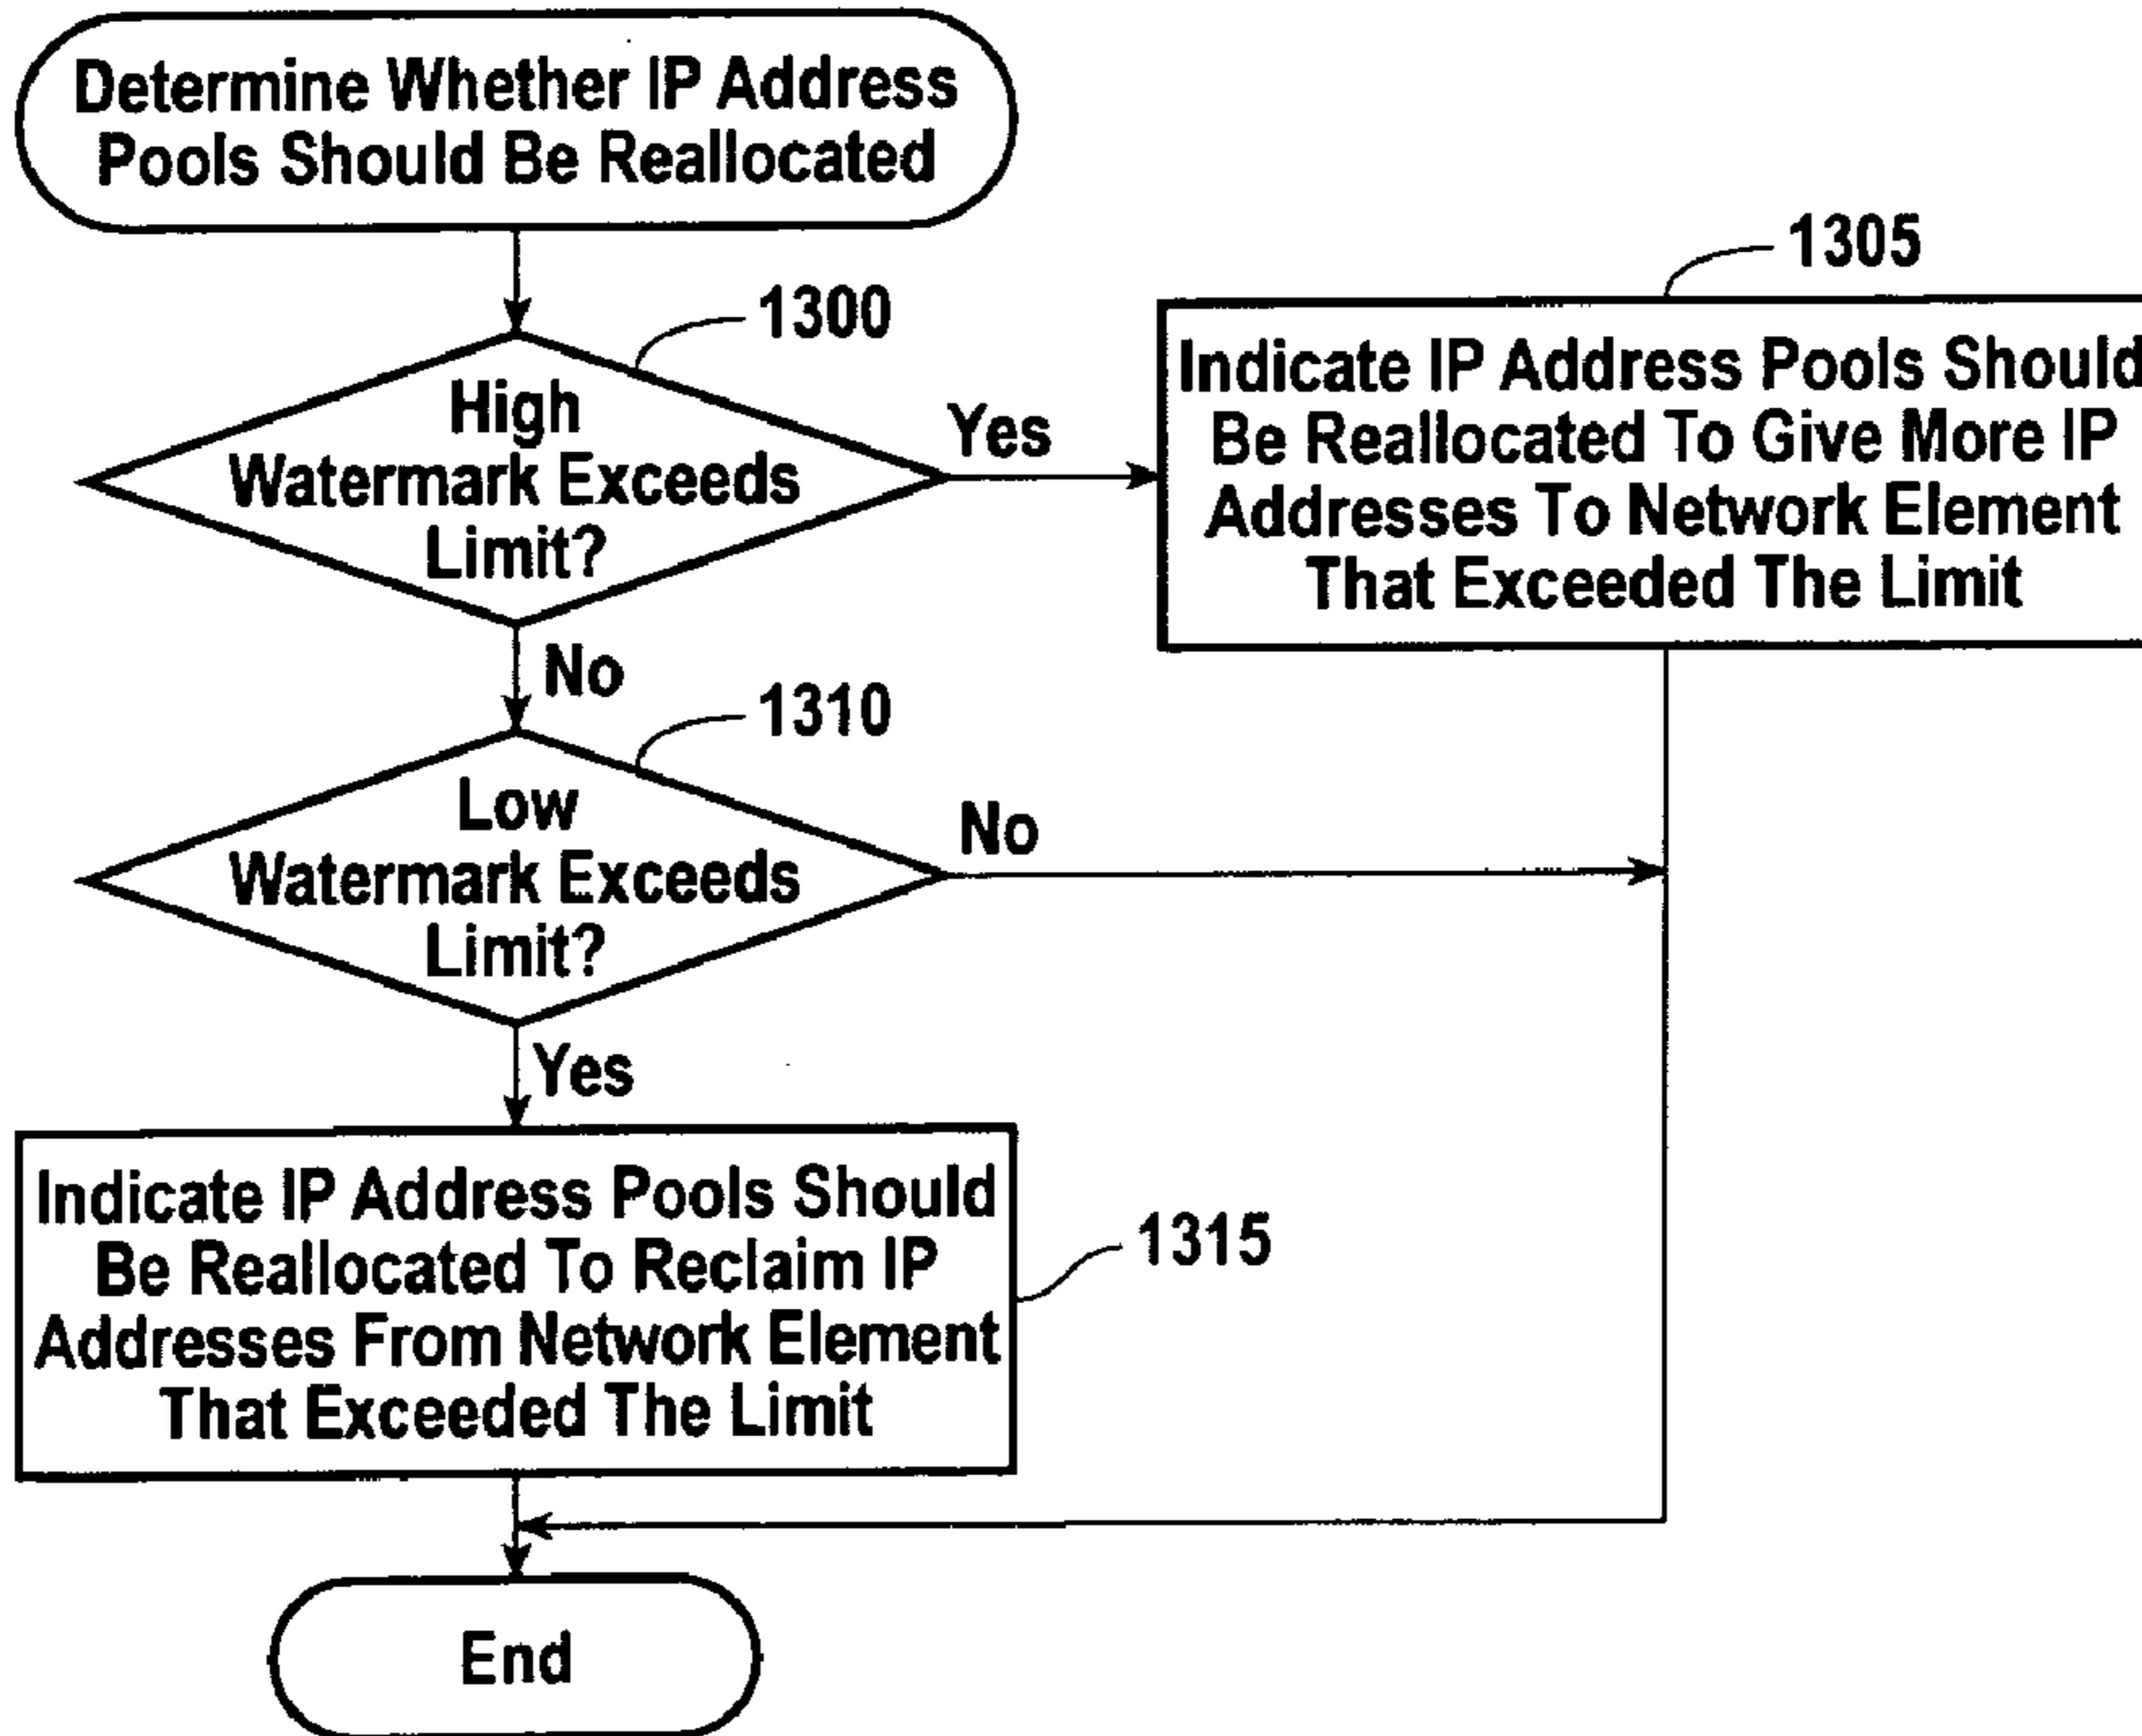 Determine Whether IP Address
Pools Should Be Reallocated
1300
High
Watermark Exceeds
Limit?
Yes
1305
Indicate IP Address Pools Should
Be Reallocated To Give More IP
Addresses To Network Element
That Exceeded The Limit
No
1310
Low
Watermark Exceeds
Limit?
No
Yes
Indicate IP Address Pools Should
Be Reallocated To Reclaim IP
Addresses From Network Element
That Exceeded The Limit
1315
End